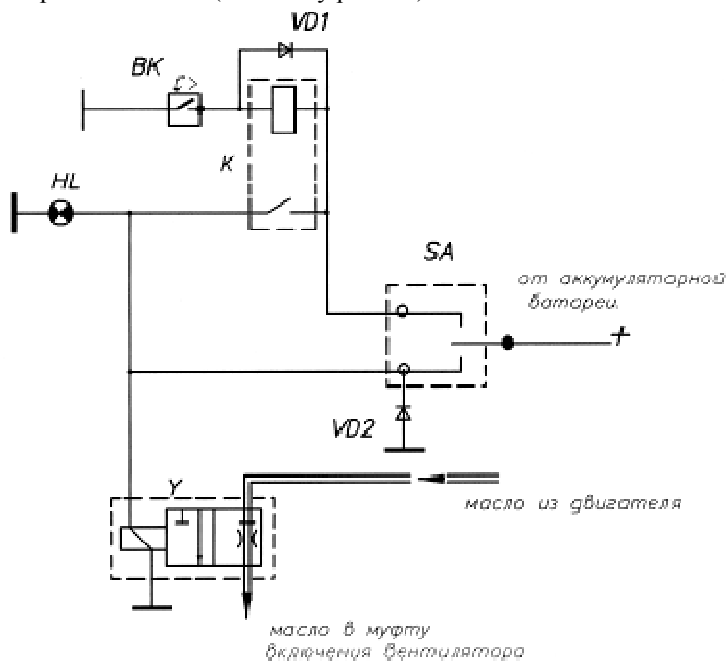 VD1
BK
K
HL
SA
от аккумуляторной
батареи.
+
VD2
Y
масло из двигателя
масло в муфту
включения вентилятора